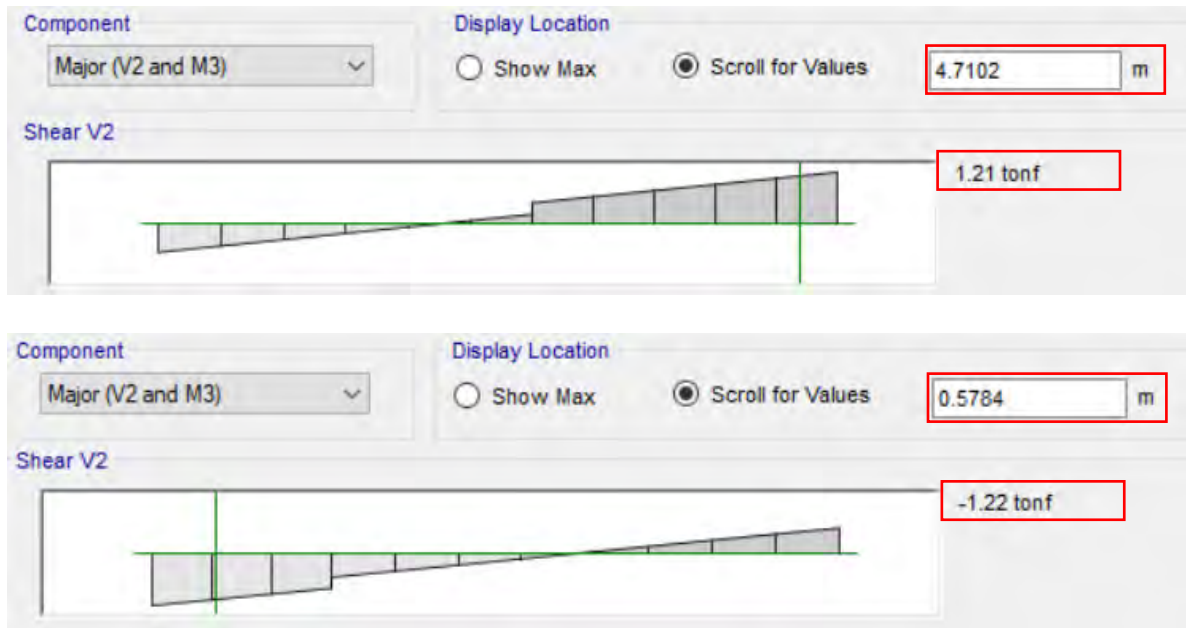 Component Display Location
Major (V2 and M3) Show Max Scroll for Values 4.7102 m
Shear V2
1.21 tonf
Component Display Location
Major (V2 and M3) Show Max Scroll for Values 0.5784 m
Shear V2
-1.22 tonf